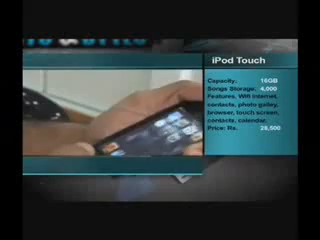 iPod Touch
Capacity: 16GB
Songs Storage: 4,000
Features. Wifi internet,
contacts, photo galley,
browser, touch screen,
contacts, calendar.
Price: Rs. 28,500